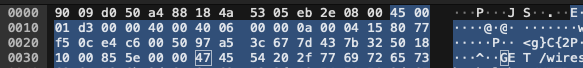 0000 90 09 d0 50 a4 88 18 4a 53 05 eb 2e 08 00 45 00 ···P···J S··.··E·
0010 01 d3 00 00 40 00 40 06 00 00 0a 00 04 15 80 77 ····@·@· ·······w
0020 f5 0c e4 c6 00 50 97 a5 3c 67 7d 43 7b 32 50 18 ·····P·· <g}C{2P·
0030 10 00 85 5e 00 00 47 45 54 20 2f 77 69 72 65 73 ···^··GE T /wires